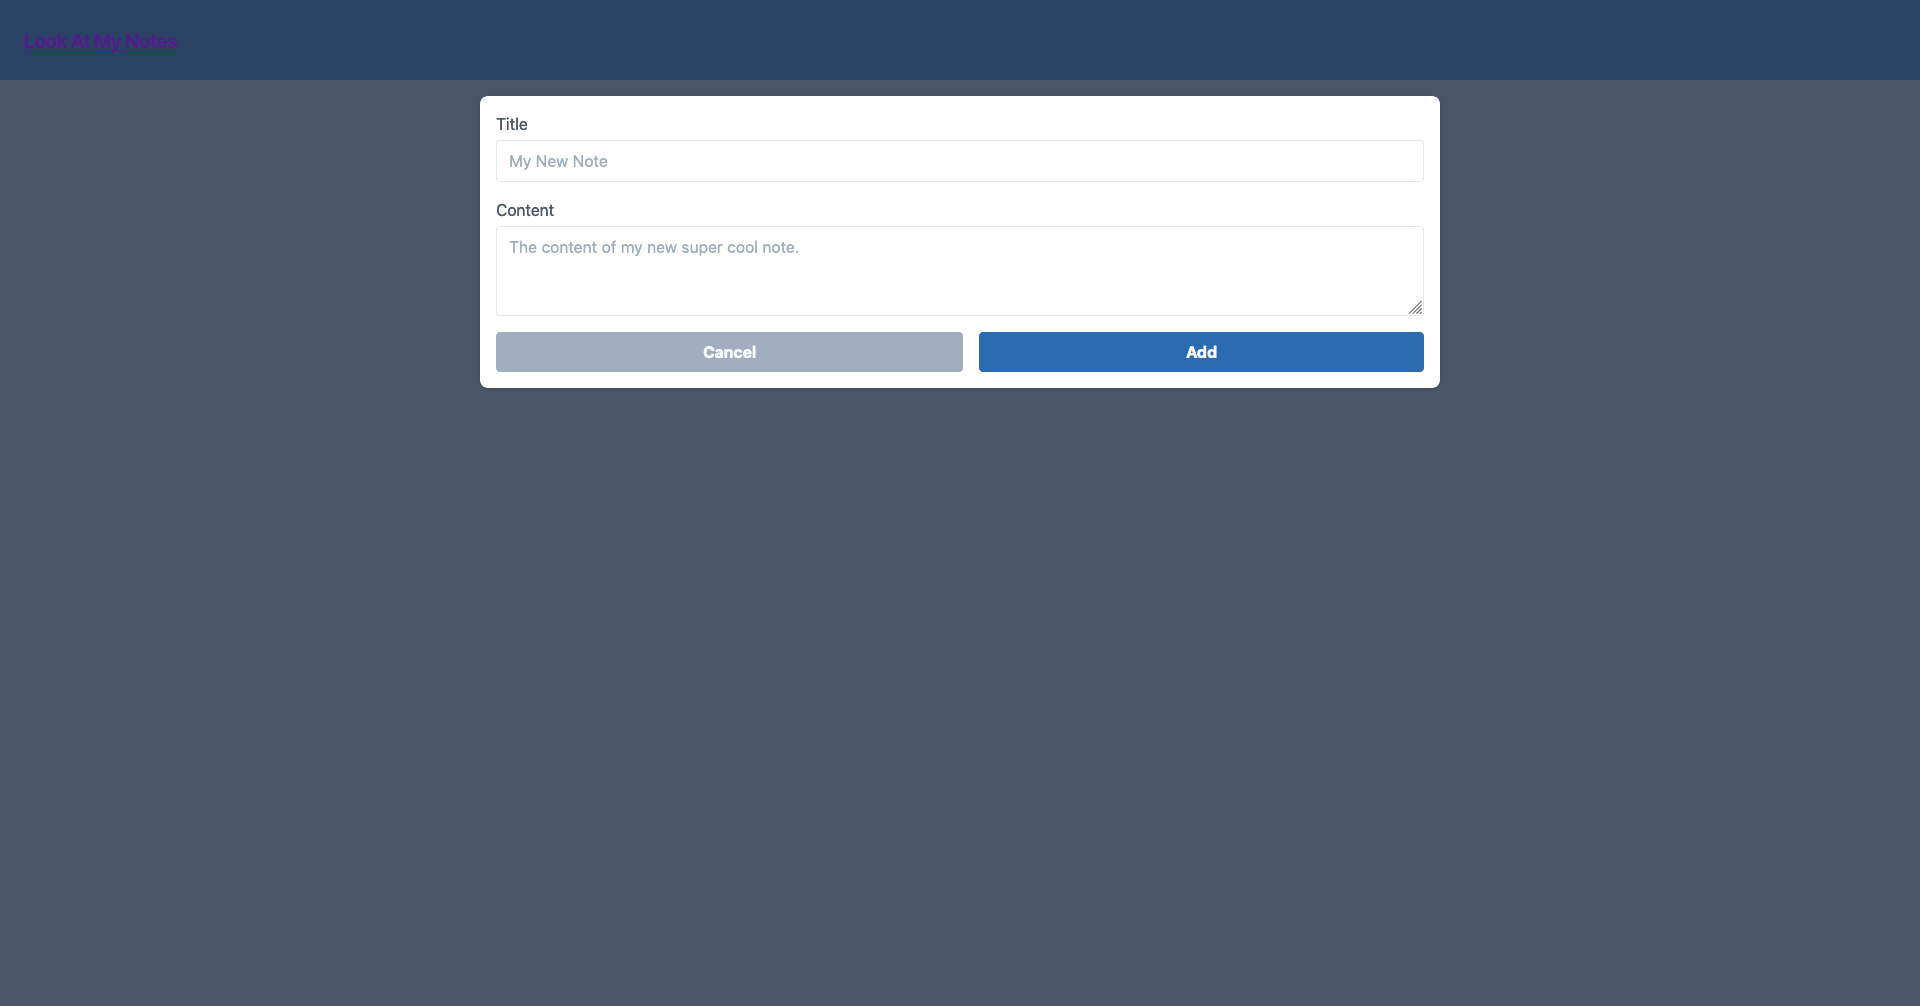 Look At My Notes
Title
My New Note
Content
The content of my new super cool note.
Cancel
Add